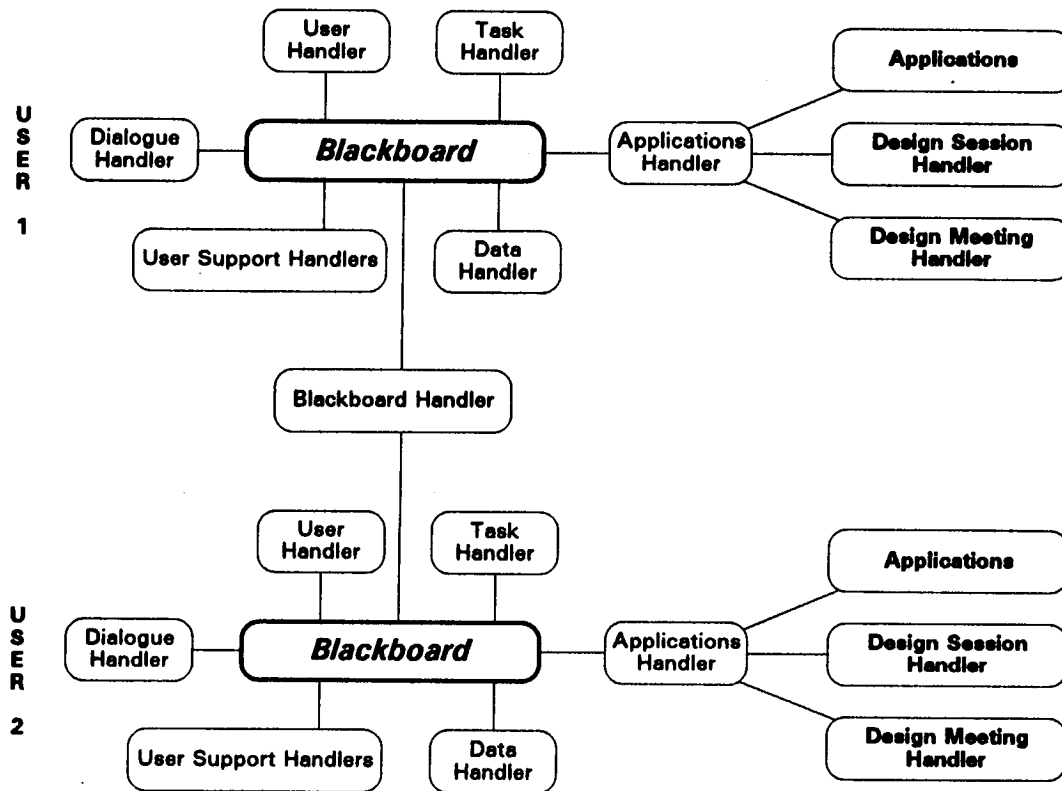 User
Handler
Task
Handler
Applications
USER 1
Dialogue
Handler
Blackboard
Applications
Handler
Design Session
Handler
User Support Handlers
Data
Handler
Design Meeting
Handler
Blackboard Handler
User
Handler
Task
Handler
Applications
USER 2
Dialogue
Handler
Blackboard
Applications
Handler
Design Session
Handler
User Support Handlers
Data
Handler
Design Meeting
Handler